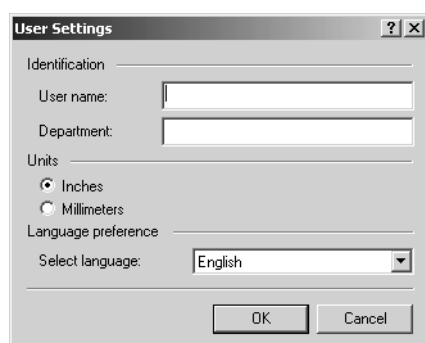 User Settings
Identification
User name:
Department:
Units
Inches
Millimeters
Language preference
Select language: English
OK Cancel